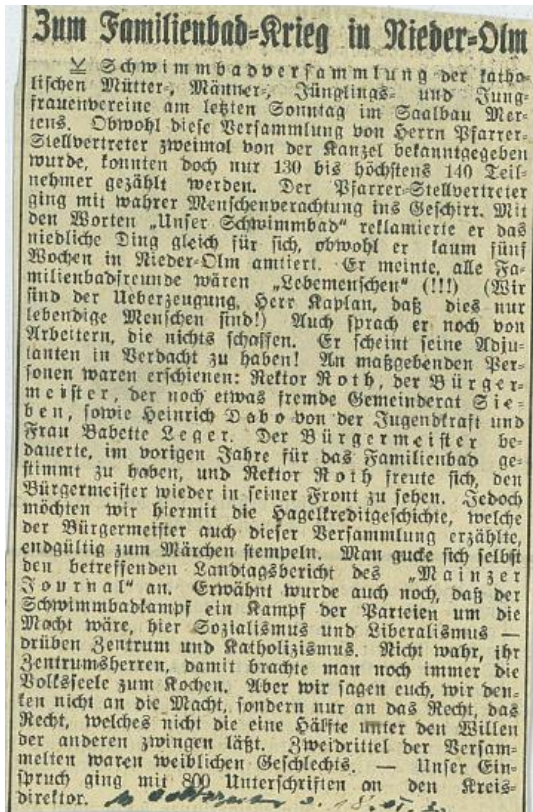 Zum Familienbad-Krieg in Nieder-Olm
Schwimmbadversammlung der katho-
lischen Mütter-, Männer-, Jünglings- und Jung-
frauenvereine am letzten Sonntag im Saalbau Mer-
tens. Obwohl diese Versammlung von Herrn Pfarrer-
Stellvertreter zweimal von der Kanzel bekanntgegeben
wurde, konnten doch nur 130 bis höchstens 140 Teil-
nehmer gezählt werden. Der Pfarrer-Stellvertreter
ging mit wahrer Menschenverachtung ins Geschirr. Mit
den Worten „Unser Schwimmbad" reklamierte er das
niedliche Ding gleich für sich, obwohl er kaum fünf
Wochen in Nieder-Olm amtiert. Er meinte, alle Fa-
milienbadfreunde wären „Lebemenschen" (!!!) (Wir
sind der Ueberzeugung, Herr Kaplan, daß dies nur
lebendige Menschen sind!) Auch sprach er noch von
Arbeitern, die nichts schaffen. Er scheint seine Adju-
tanten in Verdacht zu haben! An maßgebenden Per-
sonen waren erschienen: Rektor Roth, der Bürger-
meister, der noch etwas fremde Gemeinderat Sie-
ben, sowie Heinrich Dabo von der Jugendkraft und
Frau Babette Leger. Der Bürgermeister be-
dauerte, im vorigen Jahre für das Familienbad ge-
stimmt zu haben, und Rektor Roth freute sich, den
Bürgermeister wieder in seiner Front zu sehen. Jedoch
möchten wir hiermit die Hagelkreditgeschichte, welche
der Bürgermeister auch dieser Versammlung erzählte,
endgültig zum Märchen stempeln. Man gucke sich selbst
den betreffenden Landtagsbericht des „Mainzer
Journal" an. Erwähnt wurde auch noch, daß der
Schwimmbadkampf ein Kampf der Parteien um die
Macht wäre, hier Sozialismus und Liberalismus —
drüben Zentrum und Katholizismus. Nicht wahr, ihr
Zentrumsherren, damit brachte man noch immer die
Volksseele zum Kochen. Aber wir sagen euch, wir den-
ken nicht an die Macht, sondern nur an das Recht, das
Recht, welches nicht die eine Hälfte unter den Willen
der anderen zwingen läßt. Zweidrittel der Versam-
melten waren weiblichen Geschlechts. — Unser Ein-
spruch ging mit 800 Unterschriften an den Kreis-
direktor.